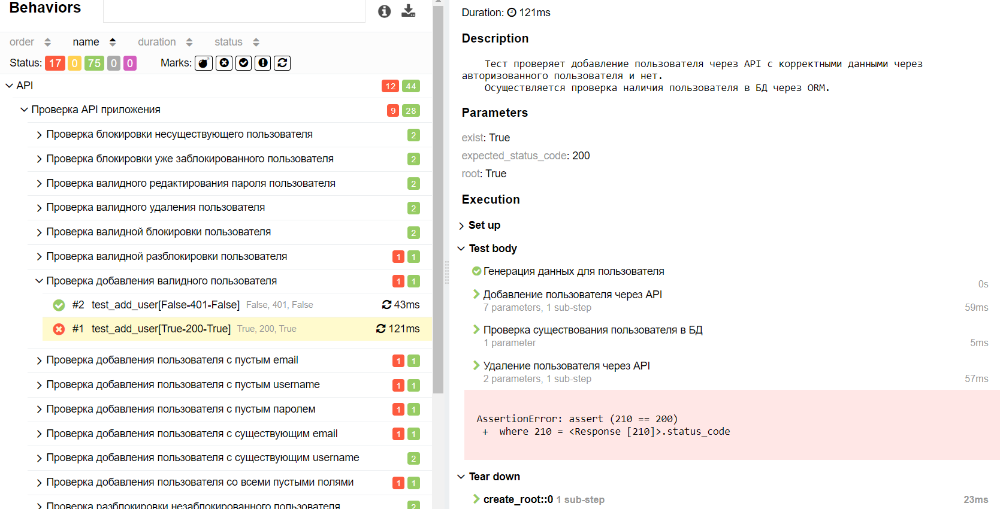 Behaviors
order name duration status
Status: 17 0 75 0 0 Marks:
API 12 44
Проверка API приложения 9 28
Проверка блокировки несуществующего пользователя 2
Проверка блокировки уже заблокированного пользователя 2
Проверка валидного редактирования пароля пользователя 2
Проверка валидного удаления пользователя 2
Проверка валидной блокировки пользователя 2
Проверка валидной разблокировки пользователя 1 1
Проверка добавления валидного пользователя 1 1
#2 test_add_user[False-401-False] False, 401, False 43ms
#1 test_add_user[True-200-True] True, 200, True 121ms
Проверка добавления пользователя с пустым email 1 1
Проверка добавления пользователя с пустым username 1 1
Проверка добавления пользователя с пустым паролем 1 1
Проверка добавления пользователя с существующим email 1 1
Проверка добавления пользователя с существующим username 2
Проверка добавления пользователя со всеми пустыми полями 1 1
Проверка разблокировки незаблокированного пользователя 2
Duration: 121ms
Description
Тест проверяет добавление пользователя через API с корректными данными через
авторизованного пользователя и нет.
Осуществляется проверка наличия пользователя в БД через ORM.
Parameters
exist: True
expected_status_code: 200
root: True
Execution
Set up
Test body
Генерация данных для пользователя
0s
Добавление пользователя через API
7 parameters, 1 sub-step 59ms
Проверка существования пользователя в БД
1 parameter 5ms
Удаление пользователя через API
2 parameters, 1 sub-step 57ms
AssertionError: assert (210 == 200)
+ where 210 = <Response [210]>.status_code
Tear down
create_root::0 1 sub-step 23ms